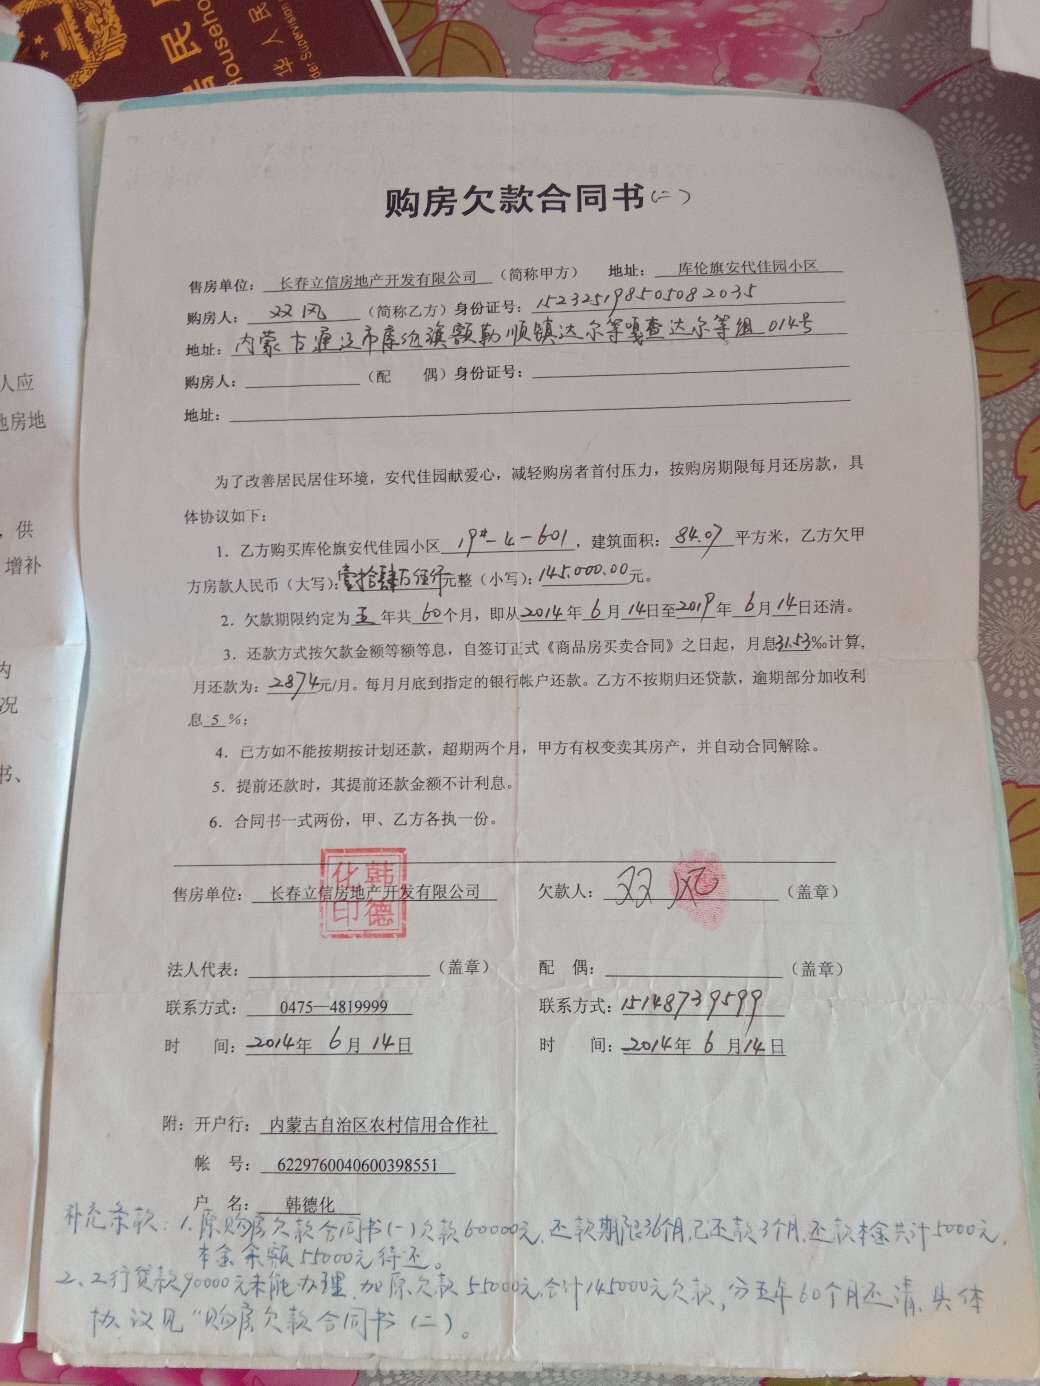 民
购房欠款合同书(二)
售房单位： 长春立信房地产开发有限公司 （简称甲方） 地址： 库伦旗安代佳园小区
购房人： 双凤 （简称乙方）身份证号：152325198505082035
地址：内蒙古通辽市库伦旗额勒顺镇达尔等嘎查达尔等组014号
购房人： （配 偶）身份证号：
地址：
为了改善居民居住环境，安代佳园献爱心，减轻购房者首付压力，按购房期限每月还房款，具
体协议如下：
1．乙方购买库伦旗安代佳园小区 19#-4-601 ，建筑面积： 84.07 平方米，乙方欠甲
方房款人民币（大写）：壹拾肆万伍仟元整（小写）：145.000.00元。
2．欠款期限约定为 五 年共 60 个月，即从2014年 6 月 14日至2019年 6月14日还清。
3．还款方式按欠款金额等额等息，自签订正式《商品房买卖合同》之日起，月息31.53‰计算，
月还款为：2874元/月。每月月底到指定的银行帐户还款。乙方不按期归还贷款，逾期部分加收利
息 5 %；
4．已方如不能按期按计划还款，超期两个月，甲方有权变卖其房产，并自动合同解除。
5．提前还款时，其提前还款金额不计利息。
6．合同书一式两份，甲、乙方各执一份。
售房单位： 长春立信房地产开发有限公司 欠款人： 双凤 （盖章）
韩德化印
法人代表： （盖章） 配 偶： （盖章）
联系方式： 0475—4819999 联系方式：15148739599
时 间：2014年 6月 14日 时 间： 2014年 6 月14日
附：开户行： 内蒙古自治区农村信用合作社
帐 号： 6229760040600398551
户 名： 韩德化
补充条款：1.原购房欠款合同书(一)欠款60000元，还款期限36个月，已还款3个月，还款本金共计5000元，
本金余额55000元待还。
2、工行贷款90000元未能办理，加原欠款55000元，合计145000元欠款，分五年60个月还清，具体
协议见“购房欠款合同书(二)。
人应
地房地
，供
增补
内
况
书、